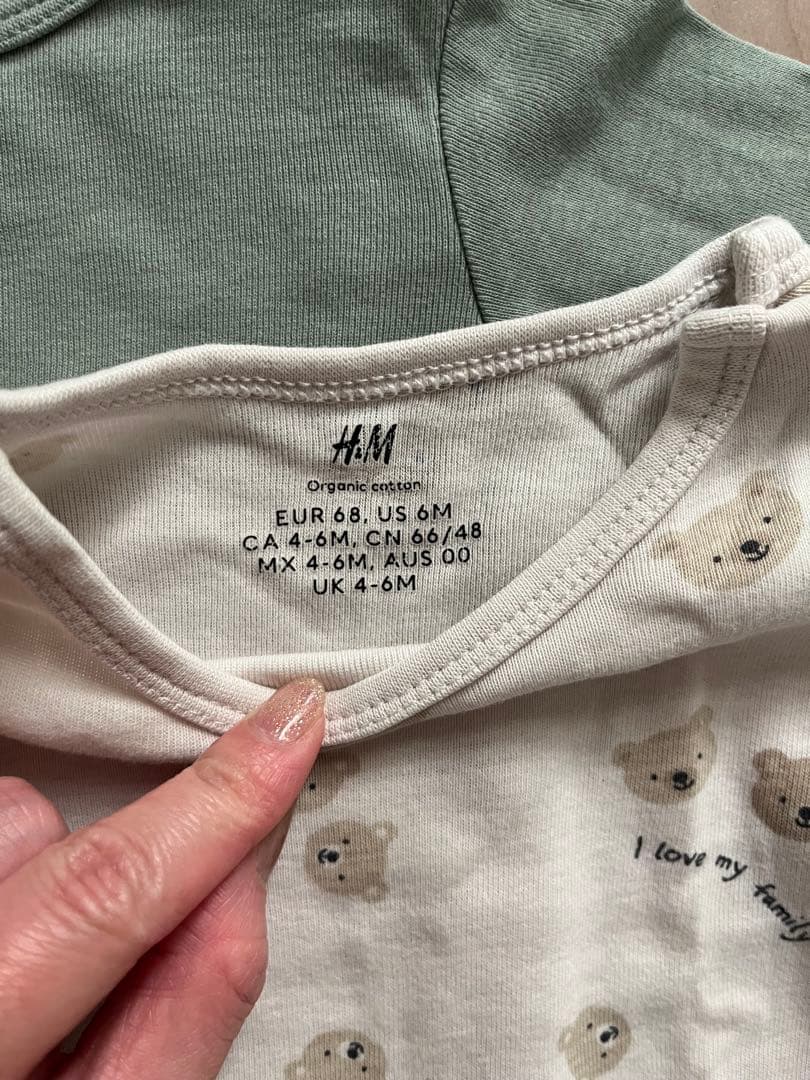 H&M
Organic cotton
EUR 68, US 6M
CA 4-6M, CN 66/48
MX 4-6M, AUS 00
UK 4-6M
I love my family